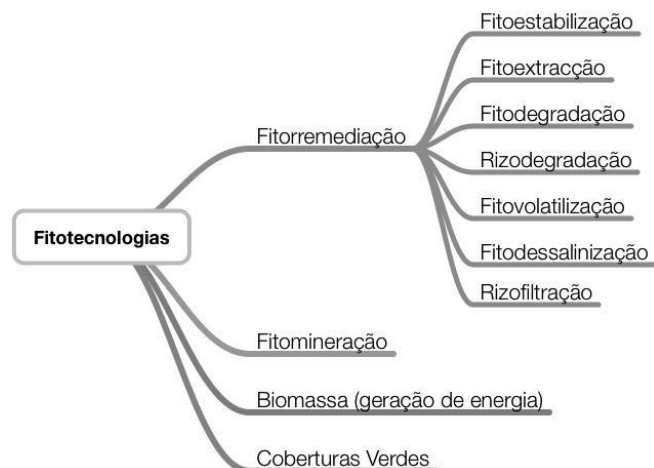 Fitotecnologias
Fitorremediação
Fitoestabilização
Fitoextracção
Fitodegradação
Rizodegradação
Fitovolatilização
Fitodessalinização
Rizofiltração
Fitomineração
Biomassa (geração de energia)
Coberturas Verdes